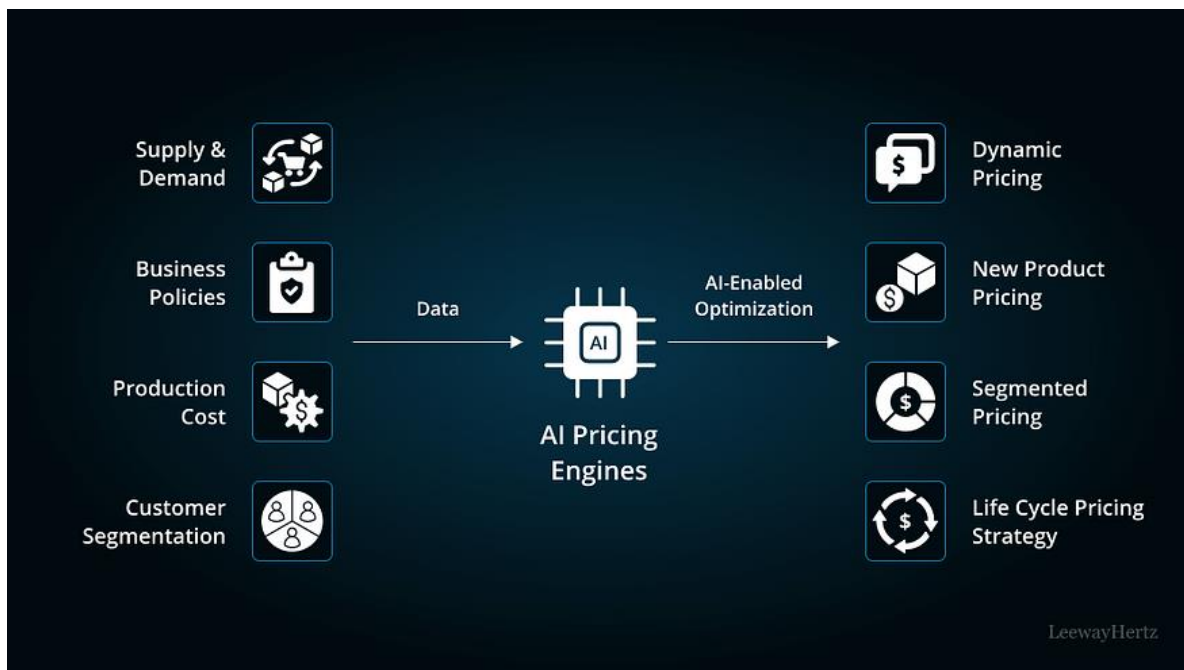 Supply &
Demand
Business
Policies
Production
Cost
Customer
Segmentation
Data
AI
AI Pricing
Engines
AI-Enabled
Optimization
$
Dynamic
Pricing
$
New Product
Pricing
$
Segmented
Pricing
$
Life Cycle Pricing
Strategy
$
LeewayHertz